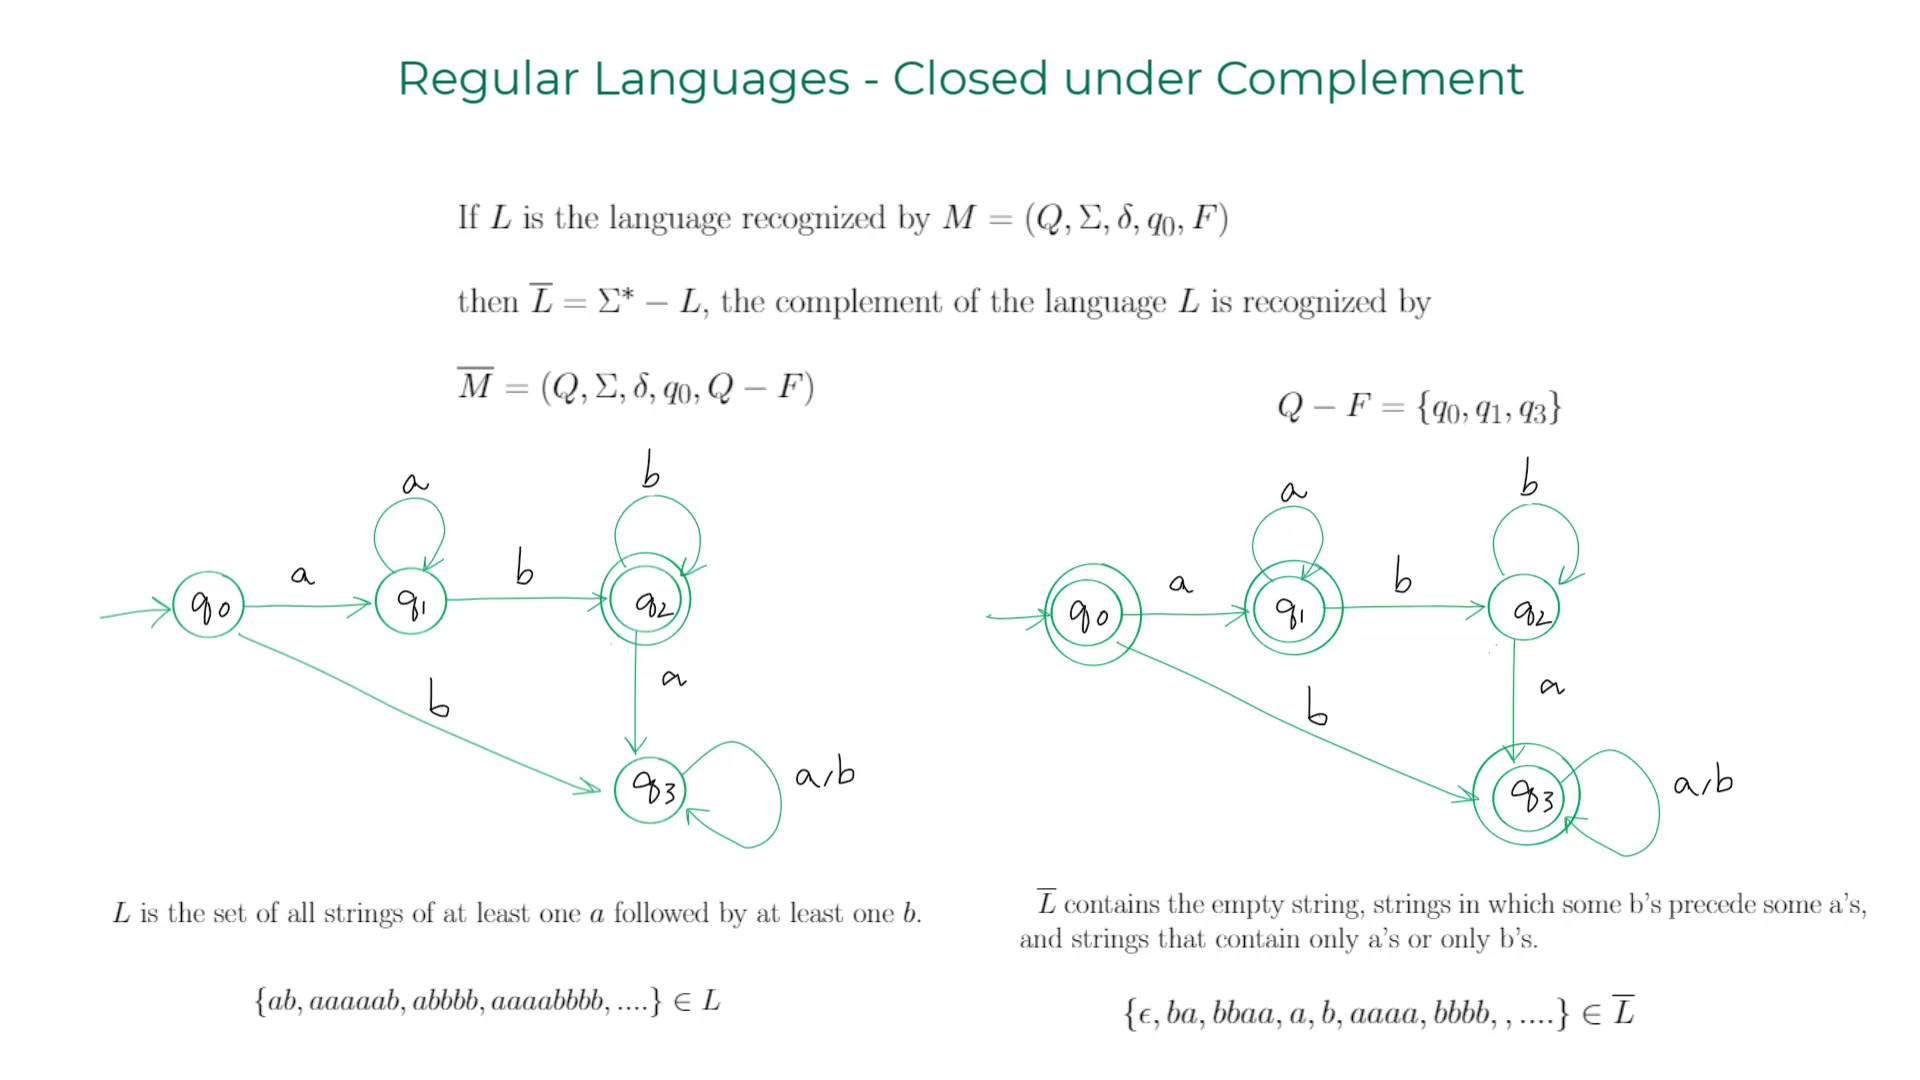 Regular Languages - Closed under Complement
If L is the language recognized by M = (Q, Σ, δ, q₀, F)
then L̅ = Σ* − L, the complement of the language L is recognized by
M̅ = (Q, Σ, δ, q₀, Q − F)
Q − F = {q₀, q₁, q₃}
a
b
q0
a
q1
b
q2
b
a
q3
a,b
a
b
q0
a
q1
b
q2
b
a
q3
a,b
L is the set of all strings of at least one a followed by at least one b.
{ab, aaaaab, abbbb, aaaabbbb, ....} ∈ L
L̅ contains the empty string, strings in which some b's precede some a's,
and strings that contain only a's or only b's.
{ϵ, ba, bbaa, a, b, aaaa, bbbb, , ....} ∈ L̅